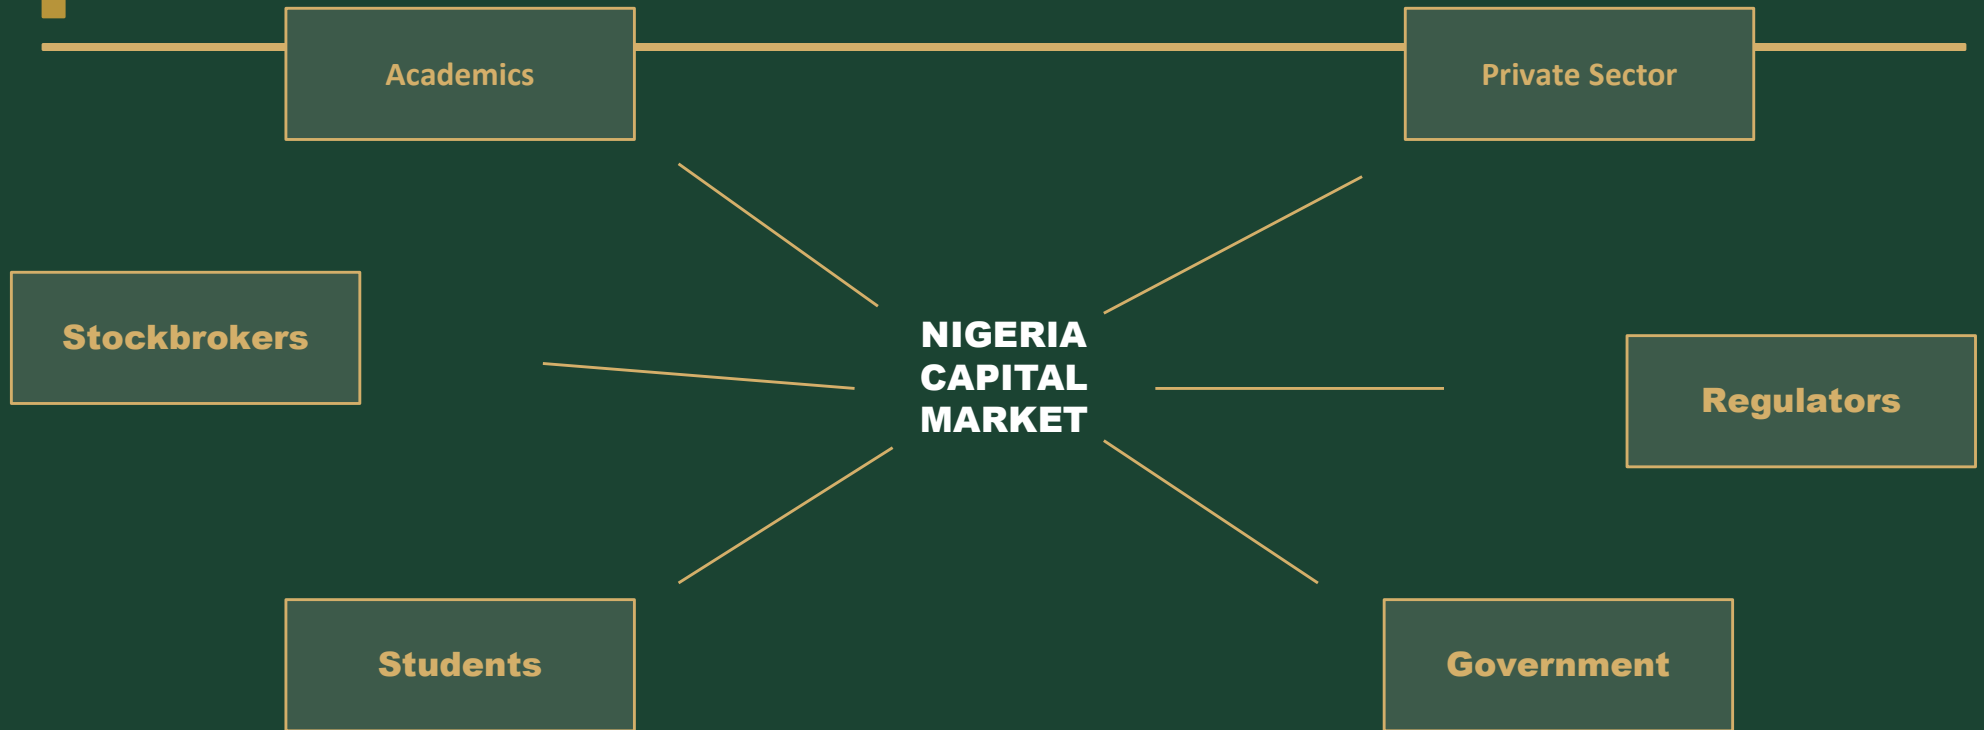 Academics
Private Sector
Stockbrokers
NIGERIA
CAPITAL
MARKET
Regulators
Students
Government